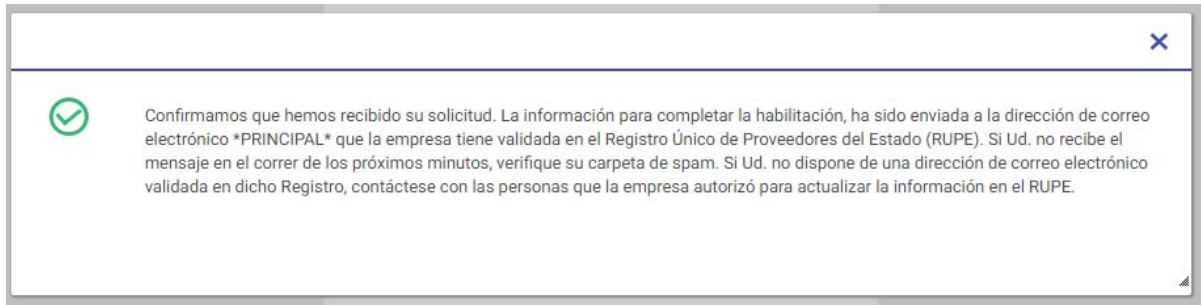 Confirmamos que hemos recibido su solicitud. La información para completar la habilitación, ha sido enviada a la dirección de correo
electrónico *PRINCIPAL* que la empresa tiene validada en el Registro Único de Proveedores del Estado (RUPE). Si Ud. no recibe el
mensaje en el correr de los próximos minutos, verifique su carpeta de spam. Si Ud. no dispone de una dirección de correo electrónico
validada en dicho Registro, contáctese con las personas que la empresa autorizó para actualizar la información en el RUPE.